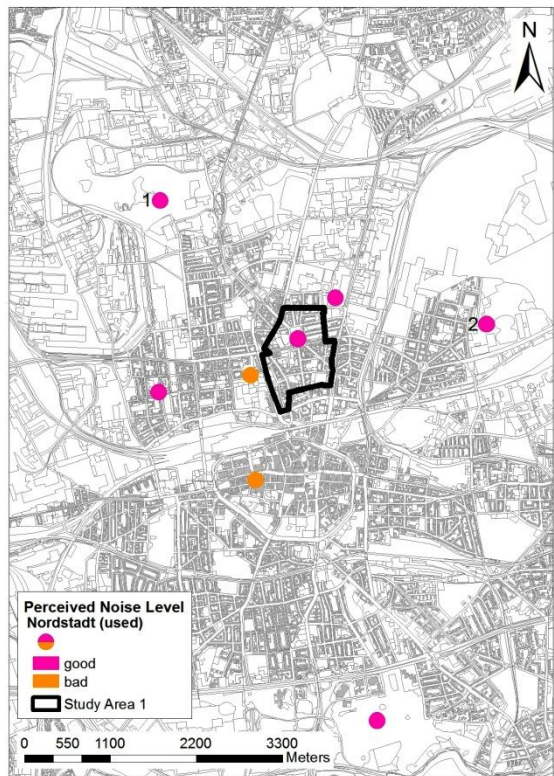 N
1
2
Perceived Noise Level
Nordstadt (used)
good
bad
Study Area 1
0 550 1100 2200 3300
Meters